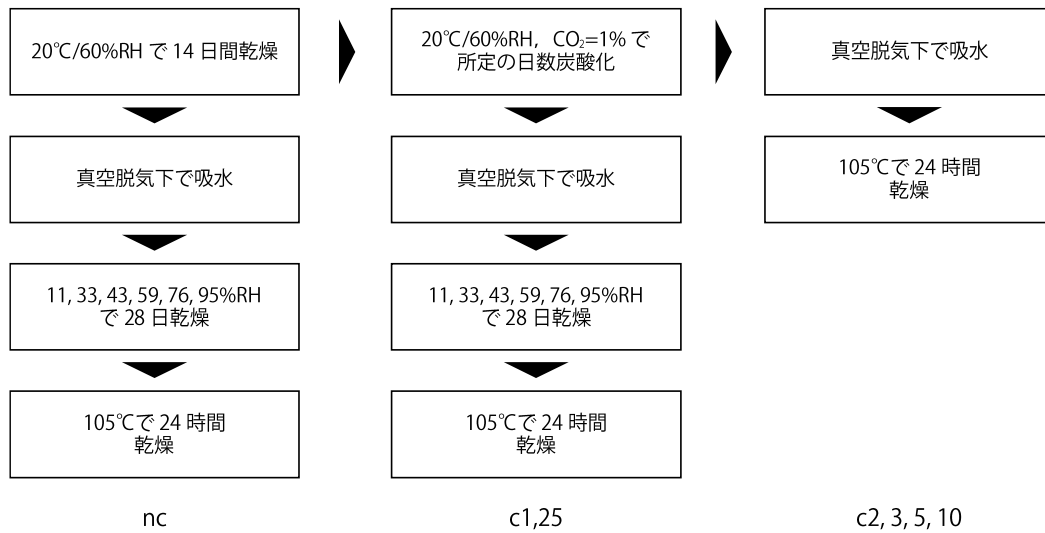 20℃/60%RH で 14 日間乾燥
真空脱気下で吸水
11, 33, 43, 59, 76, 95%RH
で 28 日乾燥
105℃で 24 時間
乾燥
nc
20℃/60%RH, CO₂=1% で
所定の日数炭酸化
真空脱気下で吸水
11, 33, 43, 59, 76, 95%RH
で 28 日乾燥
105℃で 24 時間
乾燥
c1,25
真空脱気下で吸水
105℃で 24 時間
乾燥
c2, 3, 5, 10